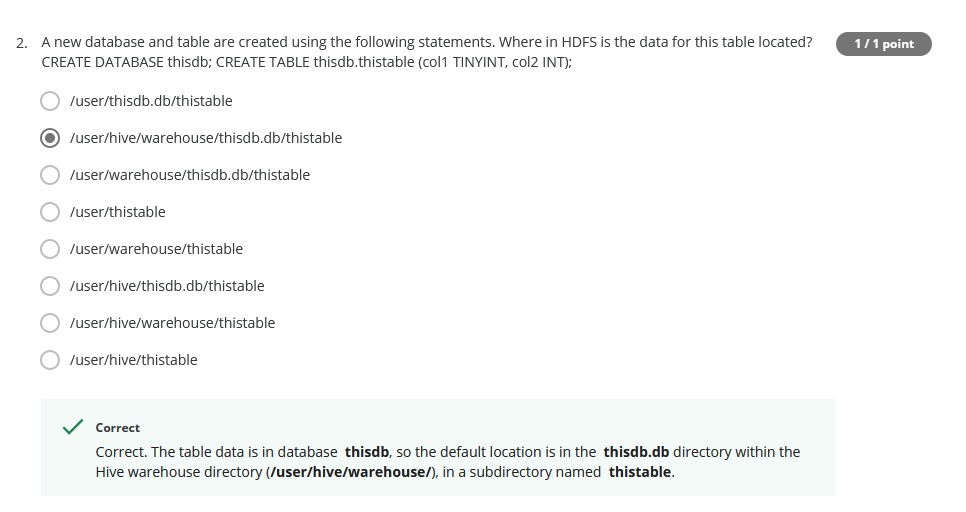 2. A new database and table are created using the following statements. Where in HDFS is the data for this table located?
1 / 1 point
CREATE DATABASE thisdb; CREATE TABLE thisdb.thistable (col1 TINYINT, col2 INT);
/user/thisdb.db/thistable
/user/hive/warehouse/thisdb.db/thistable
/user/warehouse/thisdb.db/thistable
/user/thistable
/user/warehouse/thistable
/user/hive/thisdb.db/thistable
/user/hive/warehouse/thistable
/user/hive/thistable
Correct
Correct. The table data is in database thisdb, so the default location is in the thisdb.db directory within the
Hive warehouse directory (/user/hive/warehouse/), in a subdirectory named thistable.